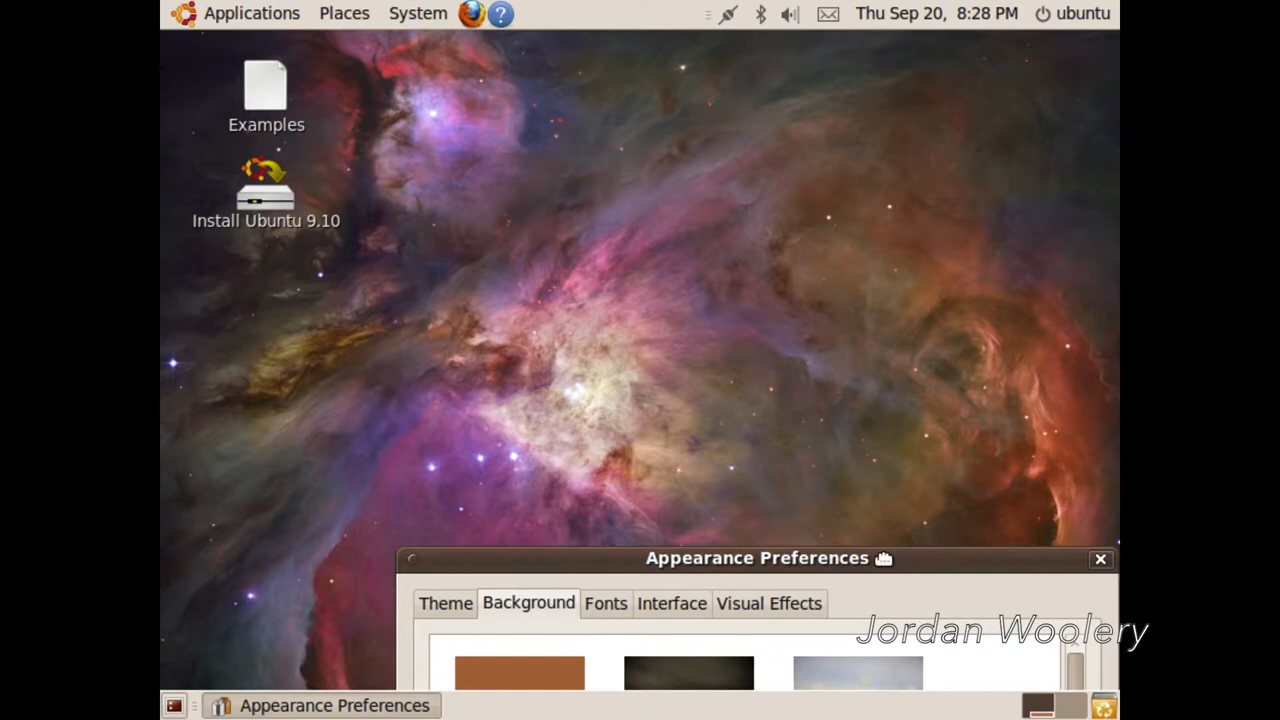 Applications Places System Thu Sep 20, 8:28 PM ubuntu
Examples
Install Ubuntu 9.10
Appearance Preferences
Theme Background Fonts Interface Visual Effects
Jordan Woolery
Appearance Preferences